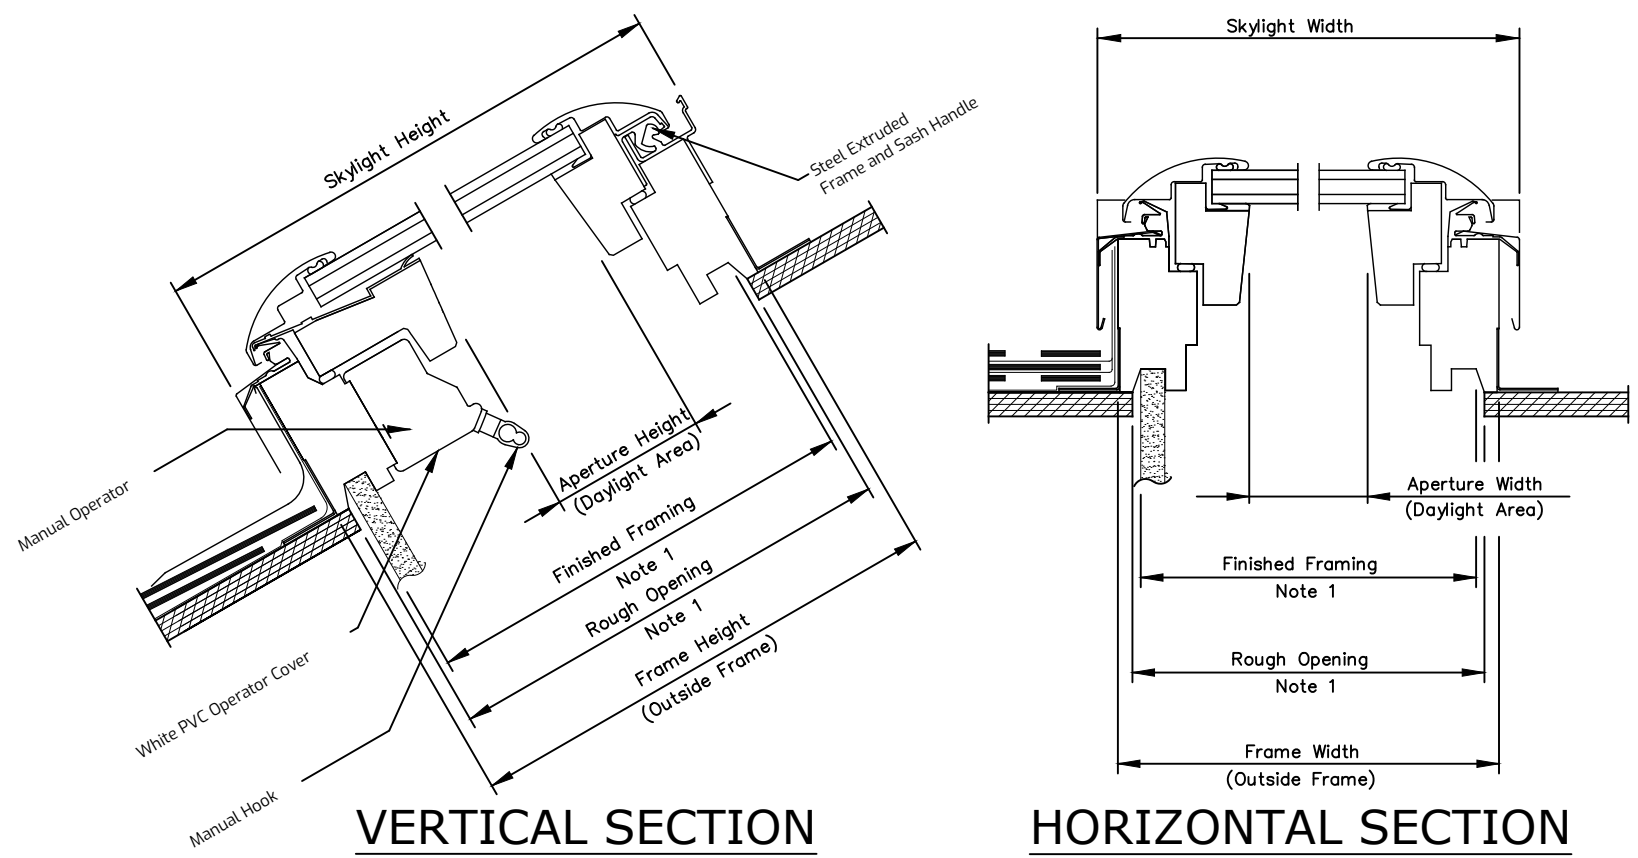 Skylight Height
Steel Extruded
Frame and Sash Handle
Manual Operator
White PVC Operator Cover
Manual Hook
Aperture Height
(Daylight Area)
Finished Framing
Note 1
Rough Opening
Note 1
Frame Height
(Outside Frame)
VERTICAL SECTION
Skylight Width
Aperture Width
(Daylight Area)
Finished Framing
Note 1
Rough Opening
Note 1
Frame Width
(Outside Frame)
HORIZONTAL SECTION